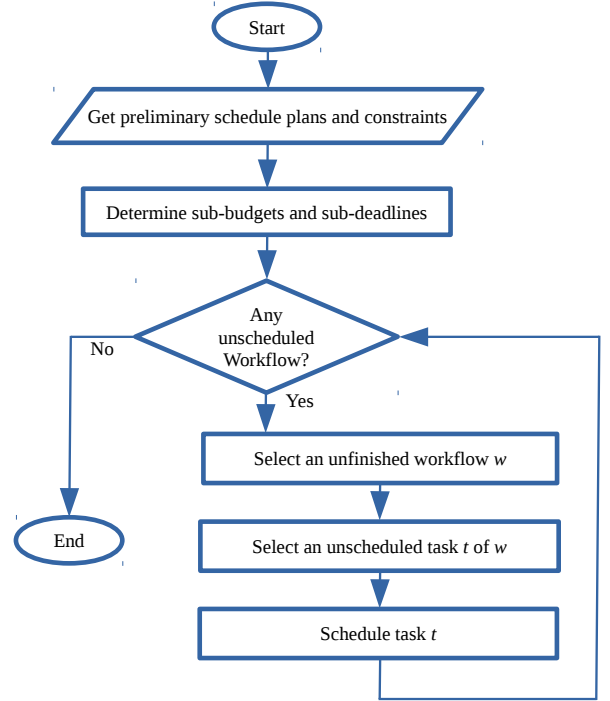 Start
Get preliminary schedule plans and constraints
Determine sub-budgets and sub-deadlines
Any
unscheduled
Workflow?
No
Yes
Select an unfinished workflow w
Select an unscheduled task t of w
End
Schedule task t